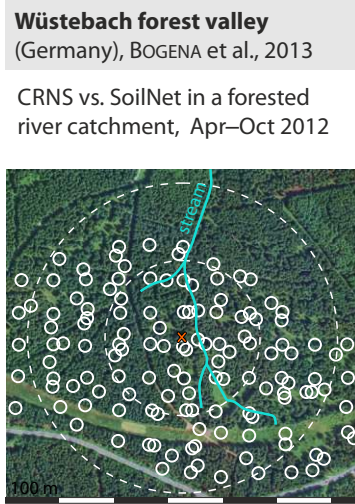 Wüstebach forest valley
(Germany), BOGENA et al., 2013
CRNS vs. SoilNet in a forested
river catchment, Apr–Oct 2012
stream
x
100 m